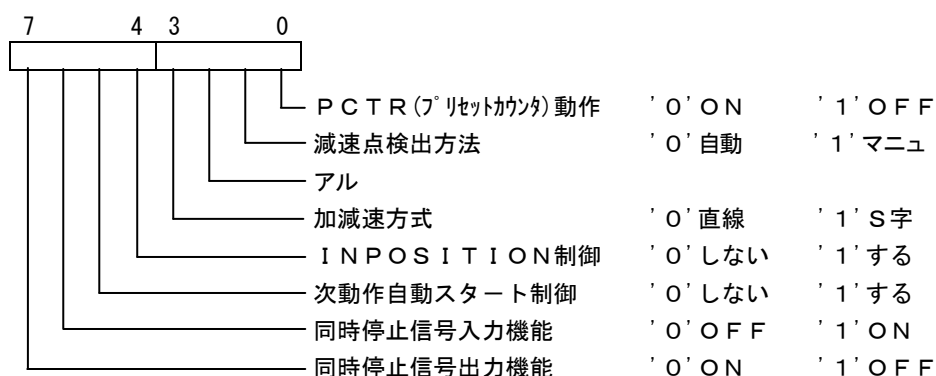 7 4 3 0
ＰＣＴＲ(ﾌﾟﾘｾｯﾄｶｳﾝﾀ)動作 '０'ＯＮ '１'ＯＦＦ
減速点検出方法 '０'自動 '１'マニュ
アル
加減速方式 '０'直線 '１'Ｓ字
ＩＮＰＯＳＩＴＩＯＮ制御 '０'しない '１'する
次動作自動スタート制御 '０'しない '１'する
同時停止信号入力機能 '０'ＯＦＦ '１'ＯＮ
同時停止信号出力機能 '０'ＯＮ '１'ＯＦＦ